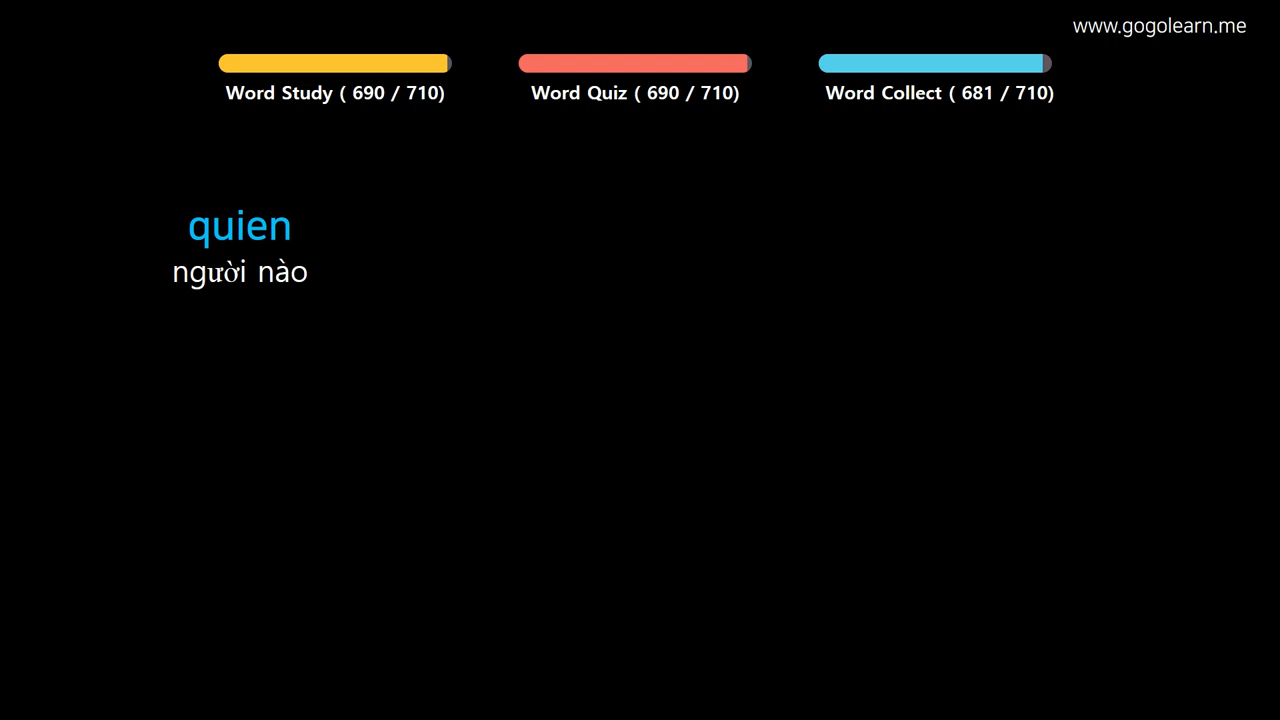 www.gogolearn.me
Word Study ( 690 / 710)
Word Quiz ( 690 / 710)
Word Collect ( 681 / 710)
quien
người nào